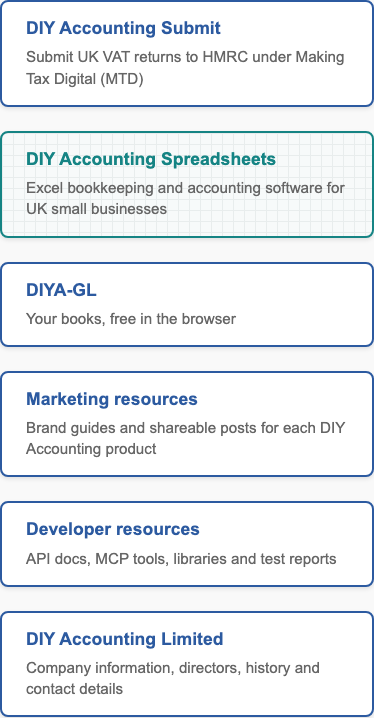 DIY Accounting Submit
Submit UK VAT returns to HMRC under Making
Tax Digital (MTD)
DIY Accounting Spreadsheets
Excel bookkeeping and accounting software for
UK small businesses
DIYA-GL
Your books, free in the browser
Marketing resources
Brand guides and shareable posts for each DIY
Accounting product
Developer resources
API docs, MCP tools, libraries and test reports
DIY Accounting Limited
Company information, directors, history and
contact details